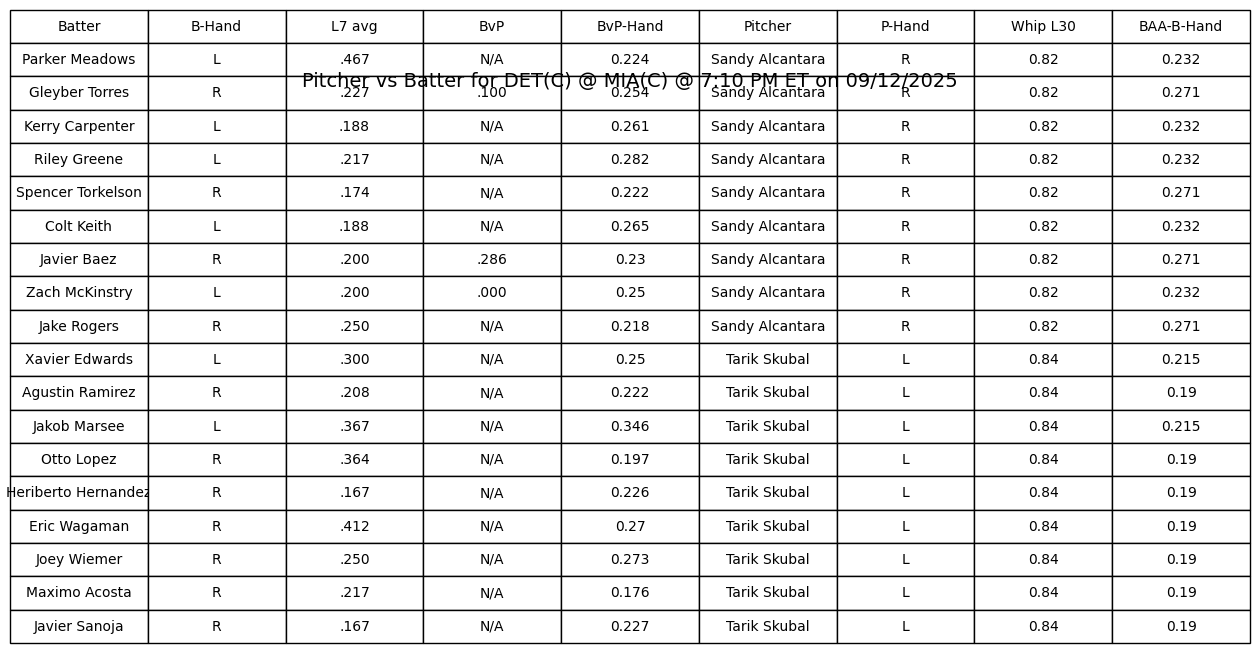 Batter B-Hand L7 avg BvP BvP-Hand Pitcher P-Hand Whip L30 BAA-B-Hand
Parker Meadows L .467 N/A 0.224 Sandy Alcantara R 0.82 0.232
Pitcher vs Batter for DET(C) @ MIA(C) @ 7:10 PM ET on 09/12/2025
Gleyber Torres R .227 .100 0.254 Sandy Alcantara R 0.82 0.271
Kerry Carpenter L .188 N/A 0.261 Sandy Alcantara R 0.82 0.232
Riley Greene L .217 N/A 0.282 Sandy Alcantara R 0.82 0.232
Spencer Torkelson R .174 N/A 0.222 Sandy Alcantara R 0.82 0.271
Colt Keith L .188 N/A 0.265 Sandy Alcantara R 0.82 0.232
Javier Baez R .200 .286 0.23 Sandy Alcantara R 0.82 0.271
Zach McKinstry L .200 .000 0.25 Sandy Alcantara R 0.82 0.232
Jake Rogers R .250 N/A 0.218 Sandy Alcantara R 0.82 0.271
Xavier Edwards L .300 N/A 0.25 Tarik Skubal L 0.84 0.215
Agustin Ramirez R .208 N/A 0.222 Tarik Skubal L 0.84 0.19
Jakob Marsee L .367 N/A 0.346 Tarik Skubal L 0.84 0.215
Otto Lopez R .364 N/A 0.197 Tarik Skubal L 0.84 0.19
Heriberto Hernandez R .167 N/A 0.226 Tarik Skubal L 0.84 0.19
Eric Wagaman R .412 N/A 0.27 Tarik Skubal L 0.84 0.19
Joey Wiemer R .250 N/A 0.273 Tarik Skubal L 0.84 0.19
Maximo Acosta R .217 N/A 0.176 Tarik Skubal L 0.84 0.19
Javier Sanoja R .167 N/A 0.227 Tarik Skubal L 0.84 0.19